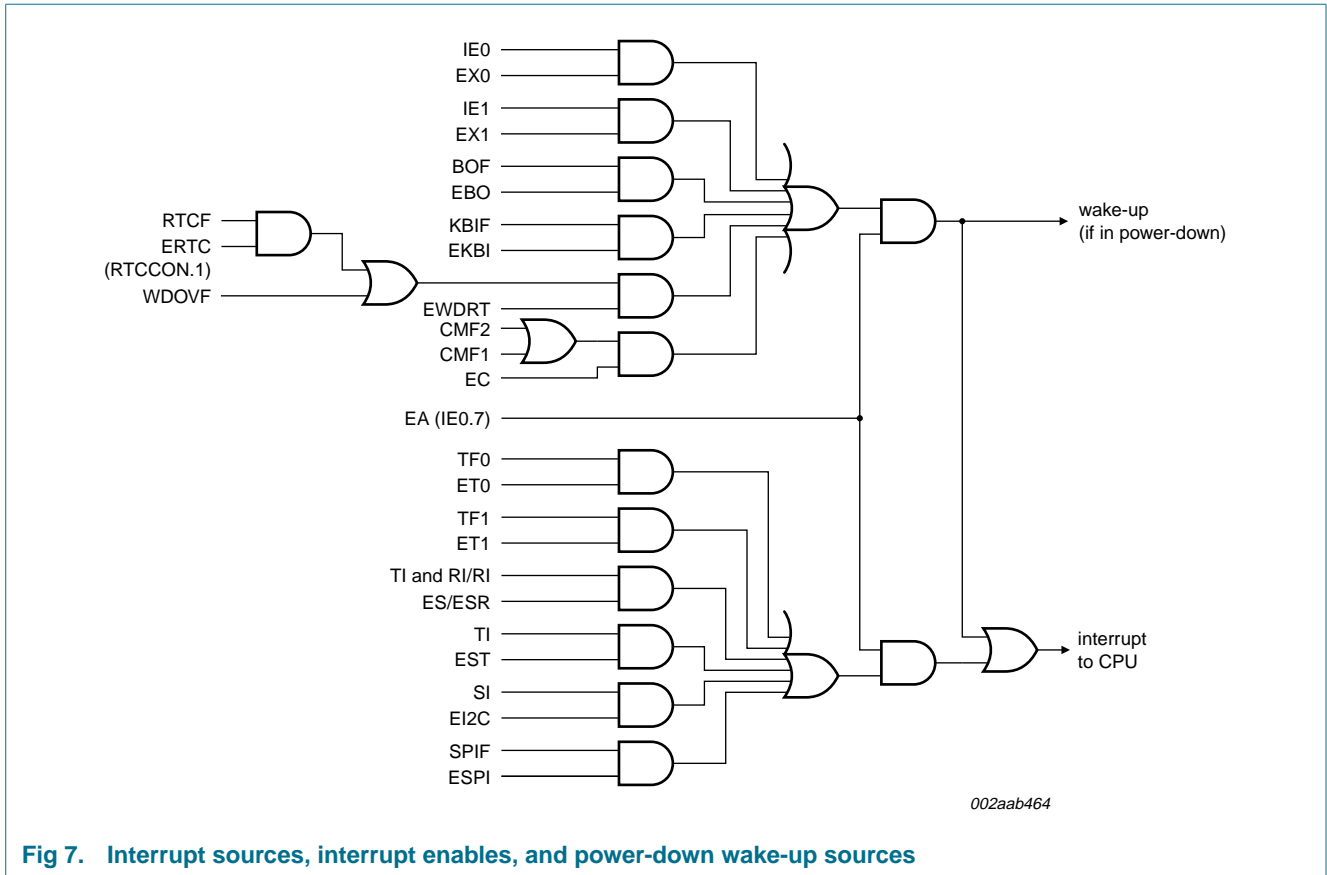 IE0
EX0
IE1
EX1
BOF
EBO
KBIF
EKBI
RTCF
ERTC
(RTCCON.1)
WDOVF
EWDRT
CMF2
CMF1
EC
EA (IE0.7)
wake-up
(if in power-down)
TF0
ET0
TF1
ET1
TI and RI/RI
ES/ESR
TI
EST
SI
EI2C
SPIF
ESPI
interrupt
to CPU
002aab464
Fig 7. Interrupt sources, interrupt enables, and power-down wake-up sources